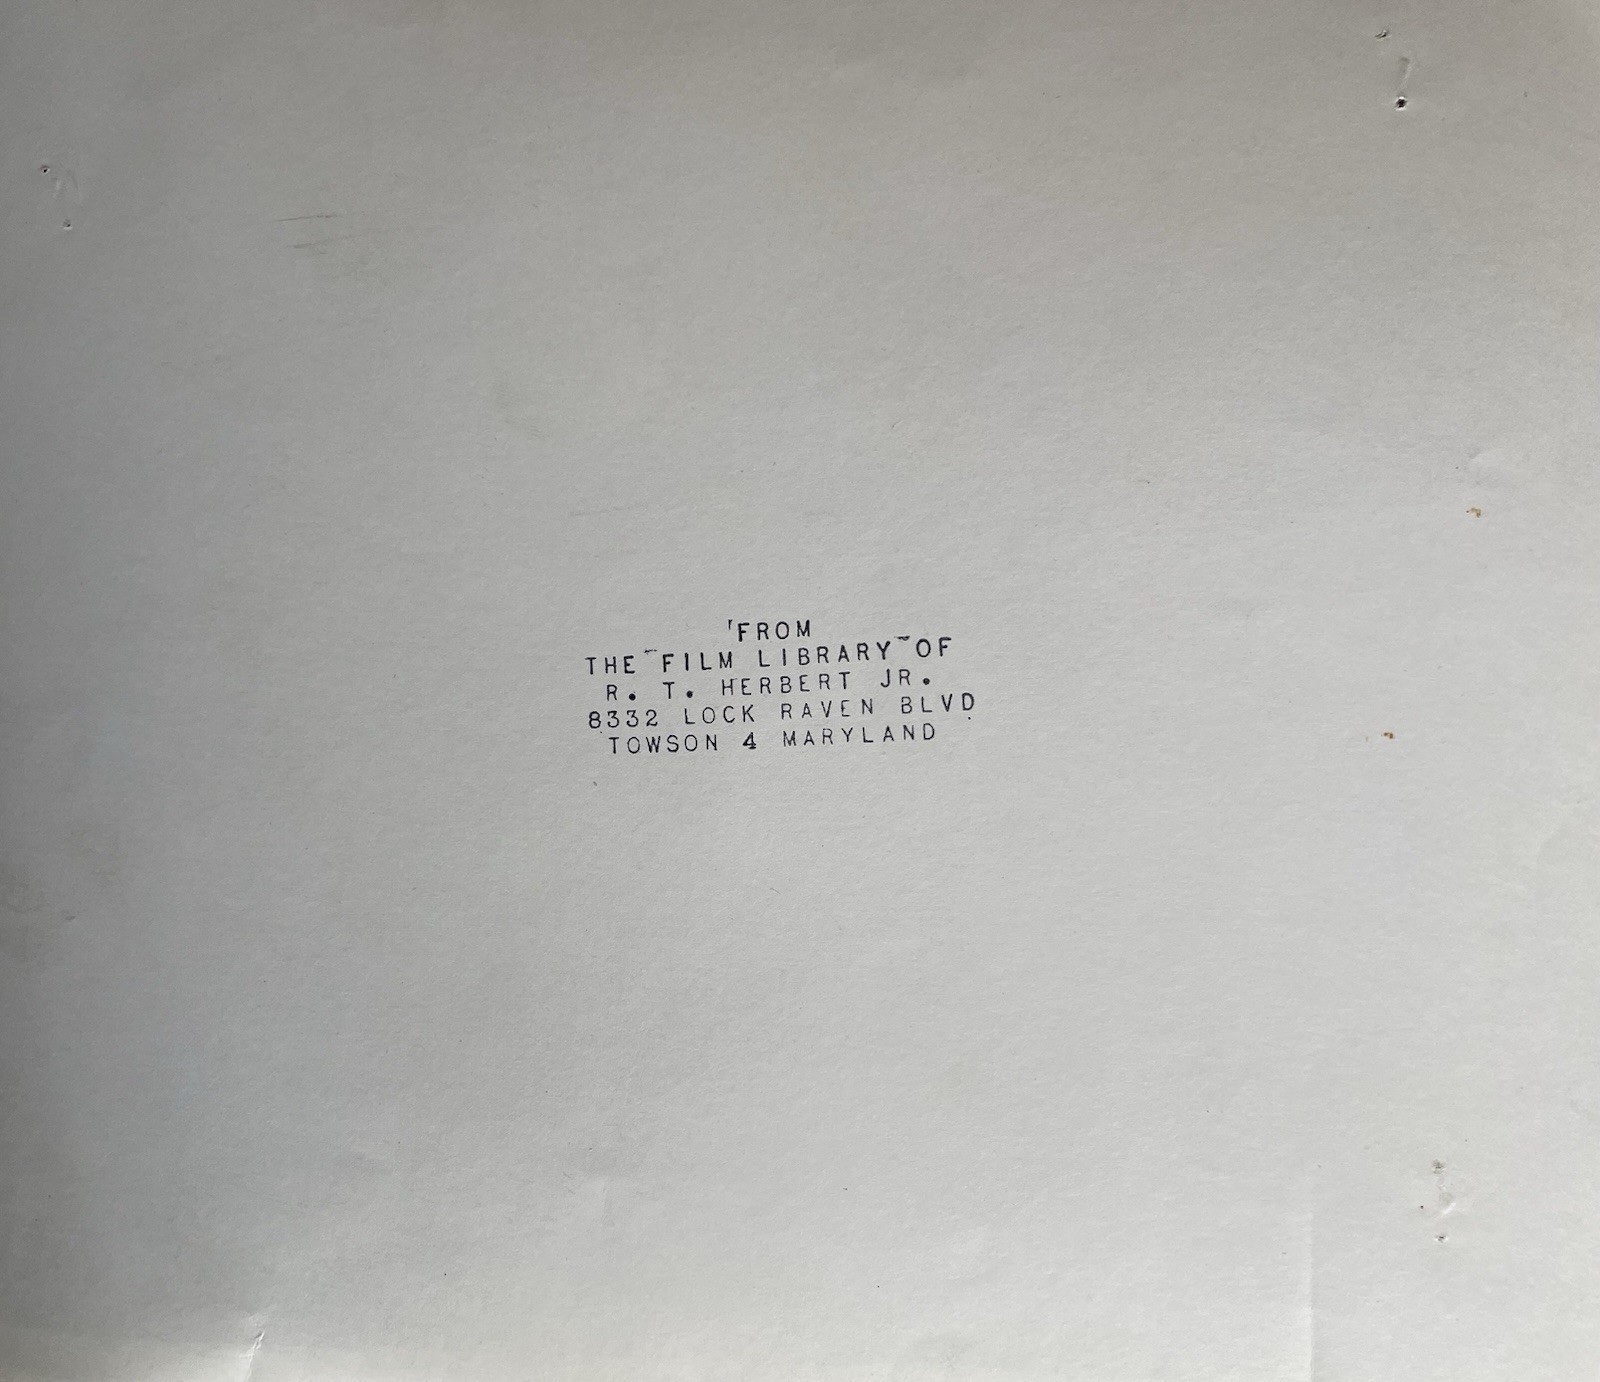 FROM
THE FILM LIBRARY OF
R. T. HERBERT JR.
8332 LOCK RAVEN BLVD
TOWSON 4 MARYLAND